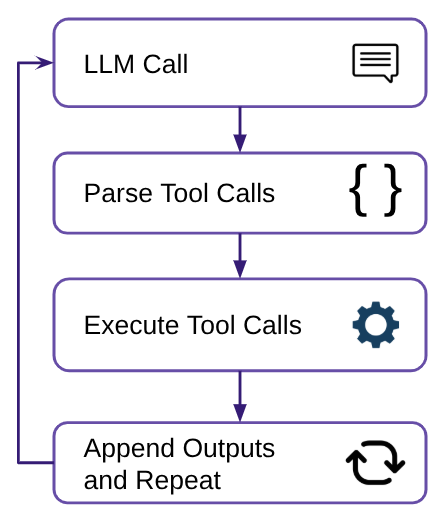 LLM Call
Parse Tool Calls
{ }
Execute Tool Calls
Append Outputs
and Repeat